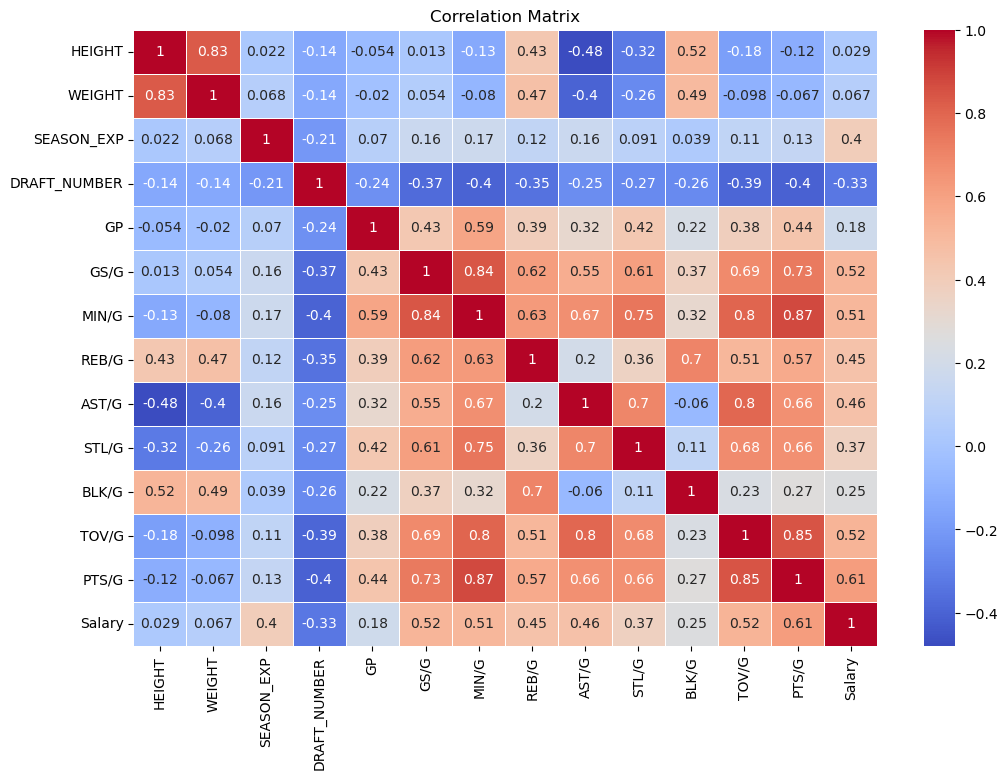 Correlation Matrix
HEIGHT 1 0.83 0.022 -0.14 -0.054 0.013 -0.13 0.43 -0.48 -0.32 0.52 -0.18 -0.12 0.029
WEIGHT 0.83 1 0.068 -0.14 -0.02 0.054 -0.08 0.47 -0.4 -0.26 0.49 -0.098 -0.067 0.067
SEASON_EXP 0.022 0.068 1 -0.21 0.07 0.16 0.17 0.12 0.16 0.091 0.039 0.11 0.13 0.4
DRAFT_NUMBER -0.14 -0.14 -0.21 1 -0.24 -0.37 -0.4 -0.35 -0.25 -0.27 -0.26 -0.39 -0.4 -0.33
GP -0.054 -0.02 0.07 -0.24 1 0.43 0.59 0.39 0.32 0.42 0.22 0.38 0.44 0.18
GS/G 0.013 0.054 0.16 -0.37 0.43 1 0.84 0.62 0.55 0.61 0.37 0.69 0.73 0.52
MIN/G -0.13 -0.08 0.17 -0.4 0.59 0.84 1 0.63 0.67 0.75 0.32 0.8 0.87 0.51
REB/G 0.43 0.47 0.12 -0.35 0.39 0.62 0.63 1 0.2 0.36 0.7 0.51 0.57 0.45
AST/G -0.48 -0.4 0.16 -0.25 0.32 0.55 0.67 0.2 1 0.7 -0.06 0.8 0.66 0.46
STL/G -0.32 -0.26 0.091 -0.27 0.42 0.61 0.75 0.36 0.7 1 0.11 0.68 0.66 0.37
BLK/G 0.52 0.49 0.039 -0.26 0.22 0.37 0.32 0.7 -0.06 0.11 1 0.23 0.27 0.25
TOV/G -0.18 -0.098 0.11 -0.39 0.38 0.69 0.8 0.51 0.8 0.68 0.23 1 0.85 0.52
PTS/G -0.12 -0.067 0.13 -0.4 0.44 0.73 0.87 0.57 0.66 0.66 0.27 0.85 1 0.61
Salary 0.029 0.067 0.4 -0.33 0.18 0.52 0.51 0.45 0.46 0.37 0.25 0.52 0.61 1
HEIGHT WEIGHT SEASON_EXP DRAFT_NUMBER GP GS/G MIN/G REB/G AST/G STL/G BLK/G TOV/G PTS/G Salary
1.0
0.8
0.6
0.4
0.2
0.0
−0.2
−0.4